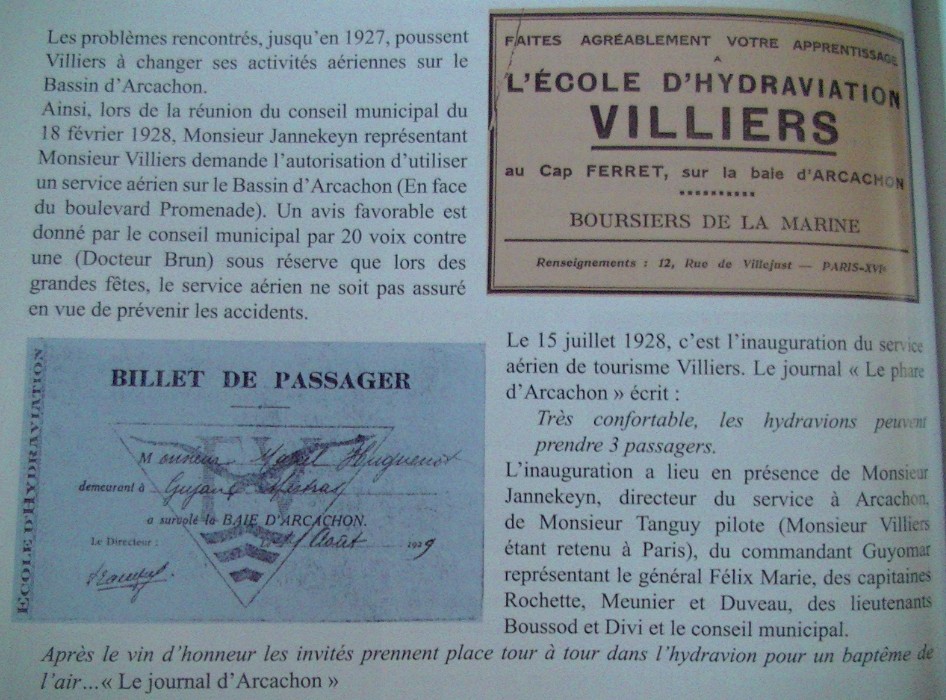 Les problèmes rencontrés, jusqu'en 1927, poussent
Villiers à changer ses activités aériennes sur le
Bassin d'Arcachon.
Ainsi, lors de la réunion du conseil municipal du
18 février 1928, Monsieur Jannekeyn représentant
Monsieur Villiers demande l'autorisation d'utiliser
un service aérien sur le Bassin d'Arcachon (En face
du boulevard Promenade). Un avis favorable est
donné par le conseil municipal par 20 voix contre
une (Docteur Brun) sous réserve que lors des
grandes fêtes, le service aérien ne soit pas assuré
en vue de prévenir les accidents.
FAITES AGRÉABLEMENT VOTRE APPRENTISSAGE
A
L'ÉCOLE D'HYDRAVIATION
VILLIERS
au Cap FERRET, sur la baie d'ARCACHON
BOURSIERS DE LA MARINE
Renseignements : 12, Rue de Villejust — PARIS-XVIe
ECOLE D'HYDRAVIATION
BILLET DE PASSAGER
Monsieur Marcel Huguenot
demeurant à
a survolé la BAIE D'ARCACHON.
Août 1929
Le Directeur :
Le 15 juillet 1928, c'est l'inauguration du service
aérien de tourisme Villiers. Le journal « Le phare
d'Arcachon » écrit :
Très confortable, les hydravions peuvent
prendre 3 passagers.
L'inauguration a lieu en présence de Monsieur
Jannekeyn, directeur du service à Arcachon,
de Monsieur Tanguy pilote (Monsieur Villiers
étant retenu à Paris), du commandant Guyomar
représentant le général Félix Marie, des capitaines
Rochette, Meunier et Duveau, des lieutenants
Boussod et Divi et le conseil municipal.
Après le vin d'honneur les invités prennent place tour à tour dans l'hydravion pour un baptême de
l'air...« Le journal d'Arcachon »